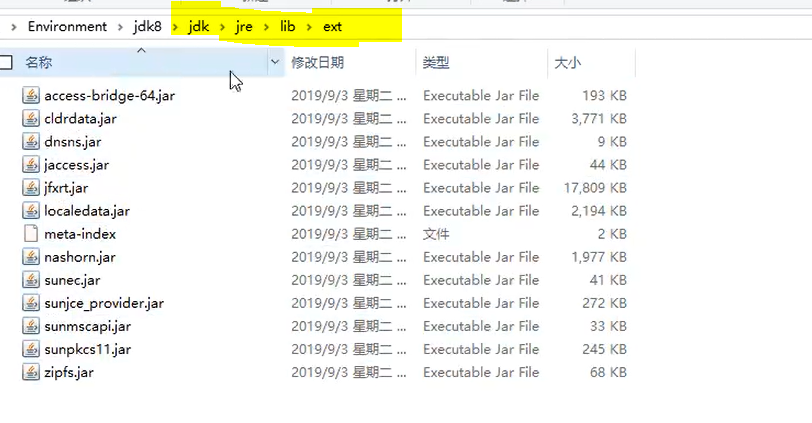 Environment > jdk8 > jdk > jre > lib > ext
名称 修改日期 类型 大小
access-bridge-64.jar 2019/9/3 星期二 ... Executable Jar File 193 KB
cldrdata.jar 2019/9/3 星期二 ... Executable Jar File 3,771 KB
dnsns.jar 2019/9/3 星期二 ... Executable Jar File 9 KB
jaccess.jar 2019/9/3 星期二 ... Executable Jar File 44 KB
jfxrt.jar 2019/9/3 星期二 ... Executable Jar File 17,809 KB
localedata.jar 2019/9/3 星期二 ... Executable Jar File 2,194 KB
meta-index 2019/9/3 星期二 ... 文件 2 KB
nashorn.jar 2019/9/3 星期二 ... Executable Jar File 1,977 KB
sunec.jar 2019/9/3 星期二 ... Executable Jar File 41 KB
sunjce_provider.jar 2019/9/3 星期二 ... Executable Jar File 272 KB
sunmscapi.jar 2019/9/3 星期二 ... Executable Jar File 33 KB
sunpkcs11.jar 2019/9/3 星期二 ... Executable Jar File 245 KB
zipfs.jar 2019/9/3 星期二 ... Executable Jar File 68 KB